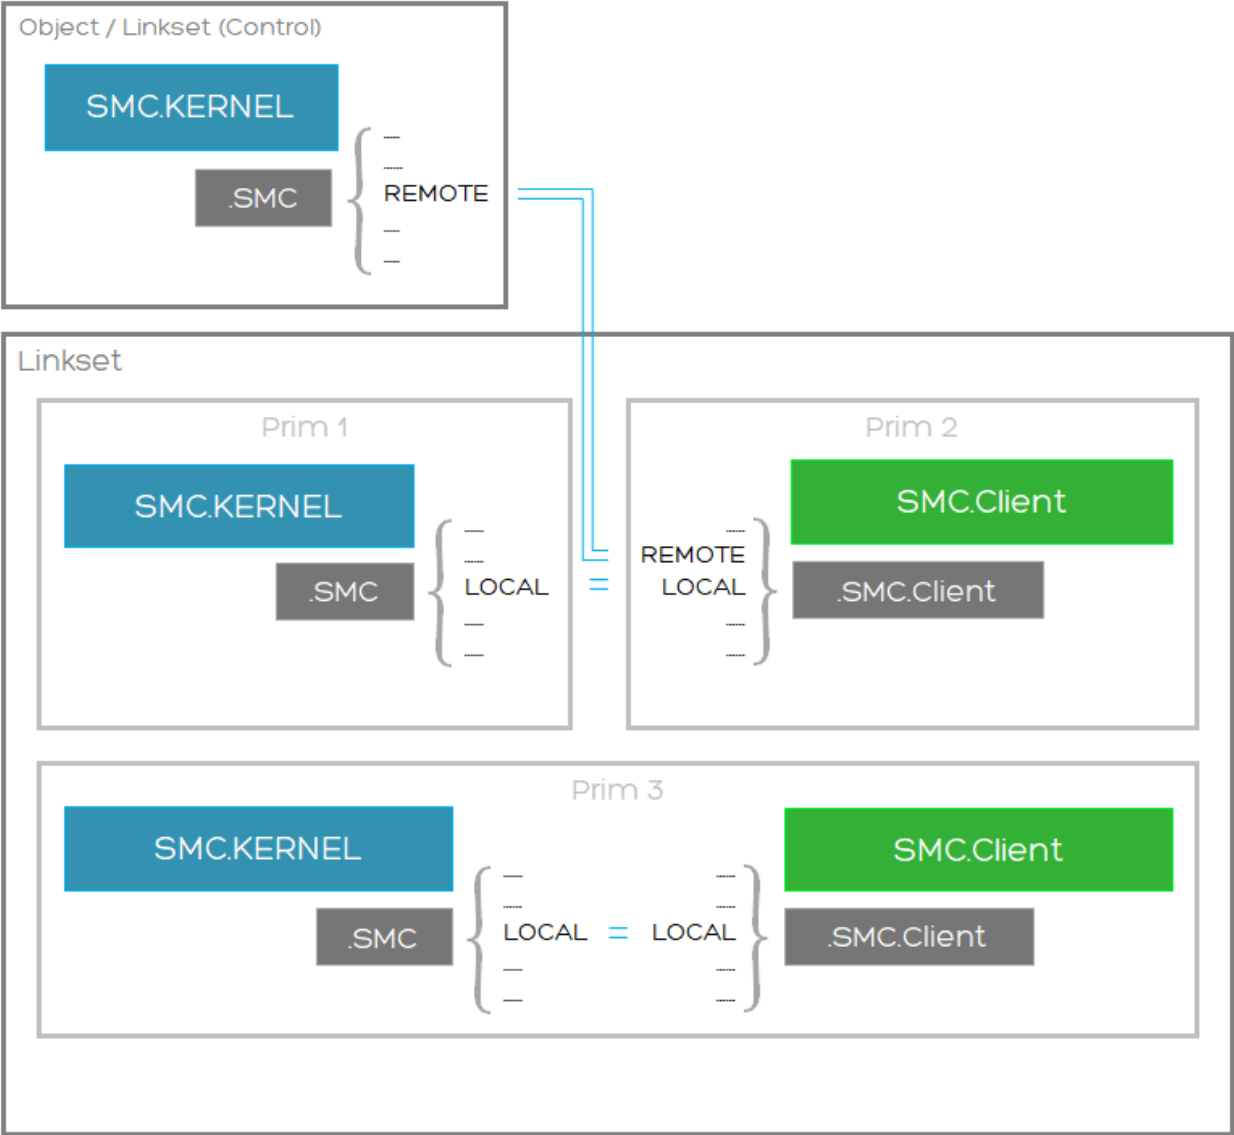 Object / Linkset (Control)
SMC.KERNEL
.SMC
REMOTE
Linkset
Prim 1
SMC.KERNEL
.SMC
LOCAL
=
Prim 2
SMC.Client
REMOTE
LOCAL
.SMC.Client
Prim 3
SMC.KERNEL
.SMC
LOCAL = LOCAL
SMC.Client
.SMC.Client